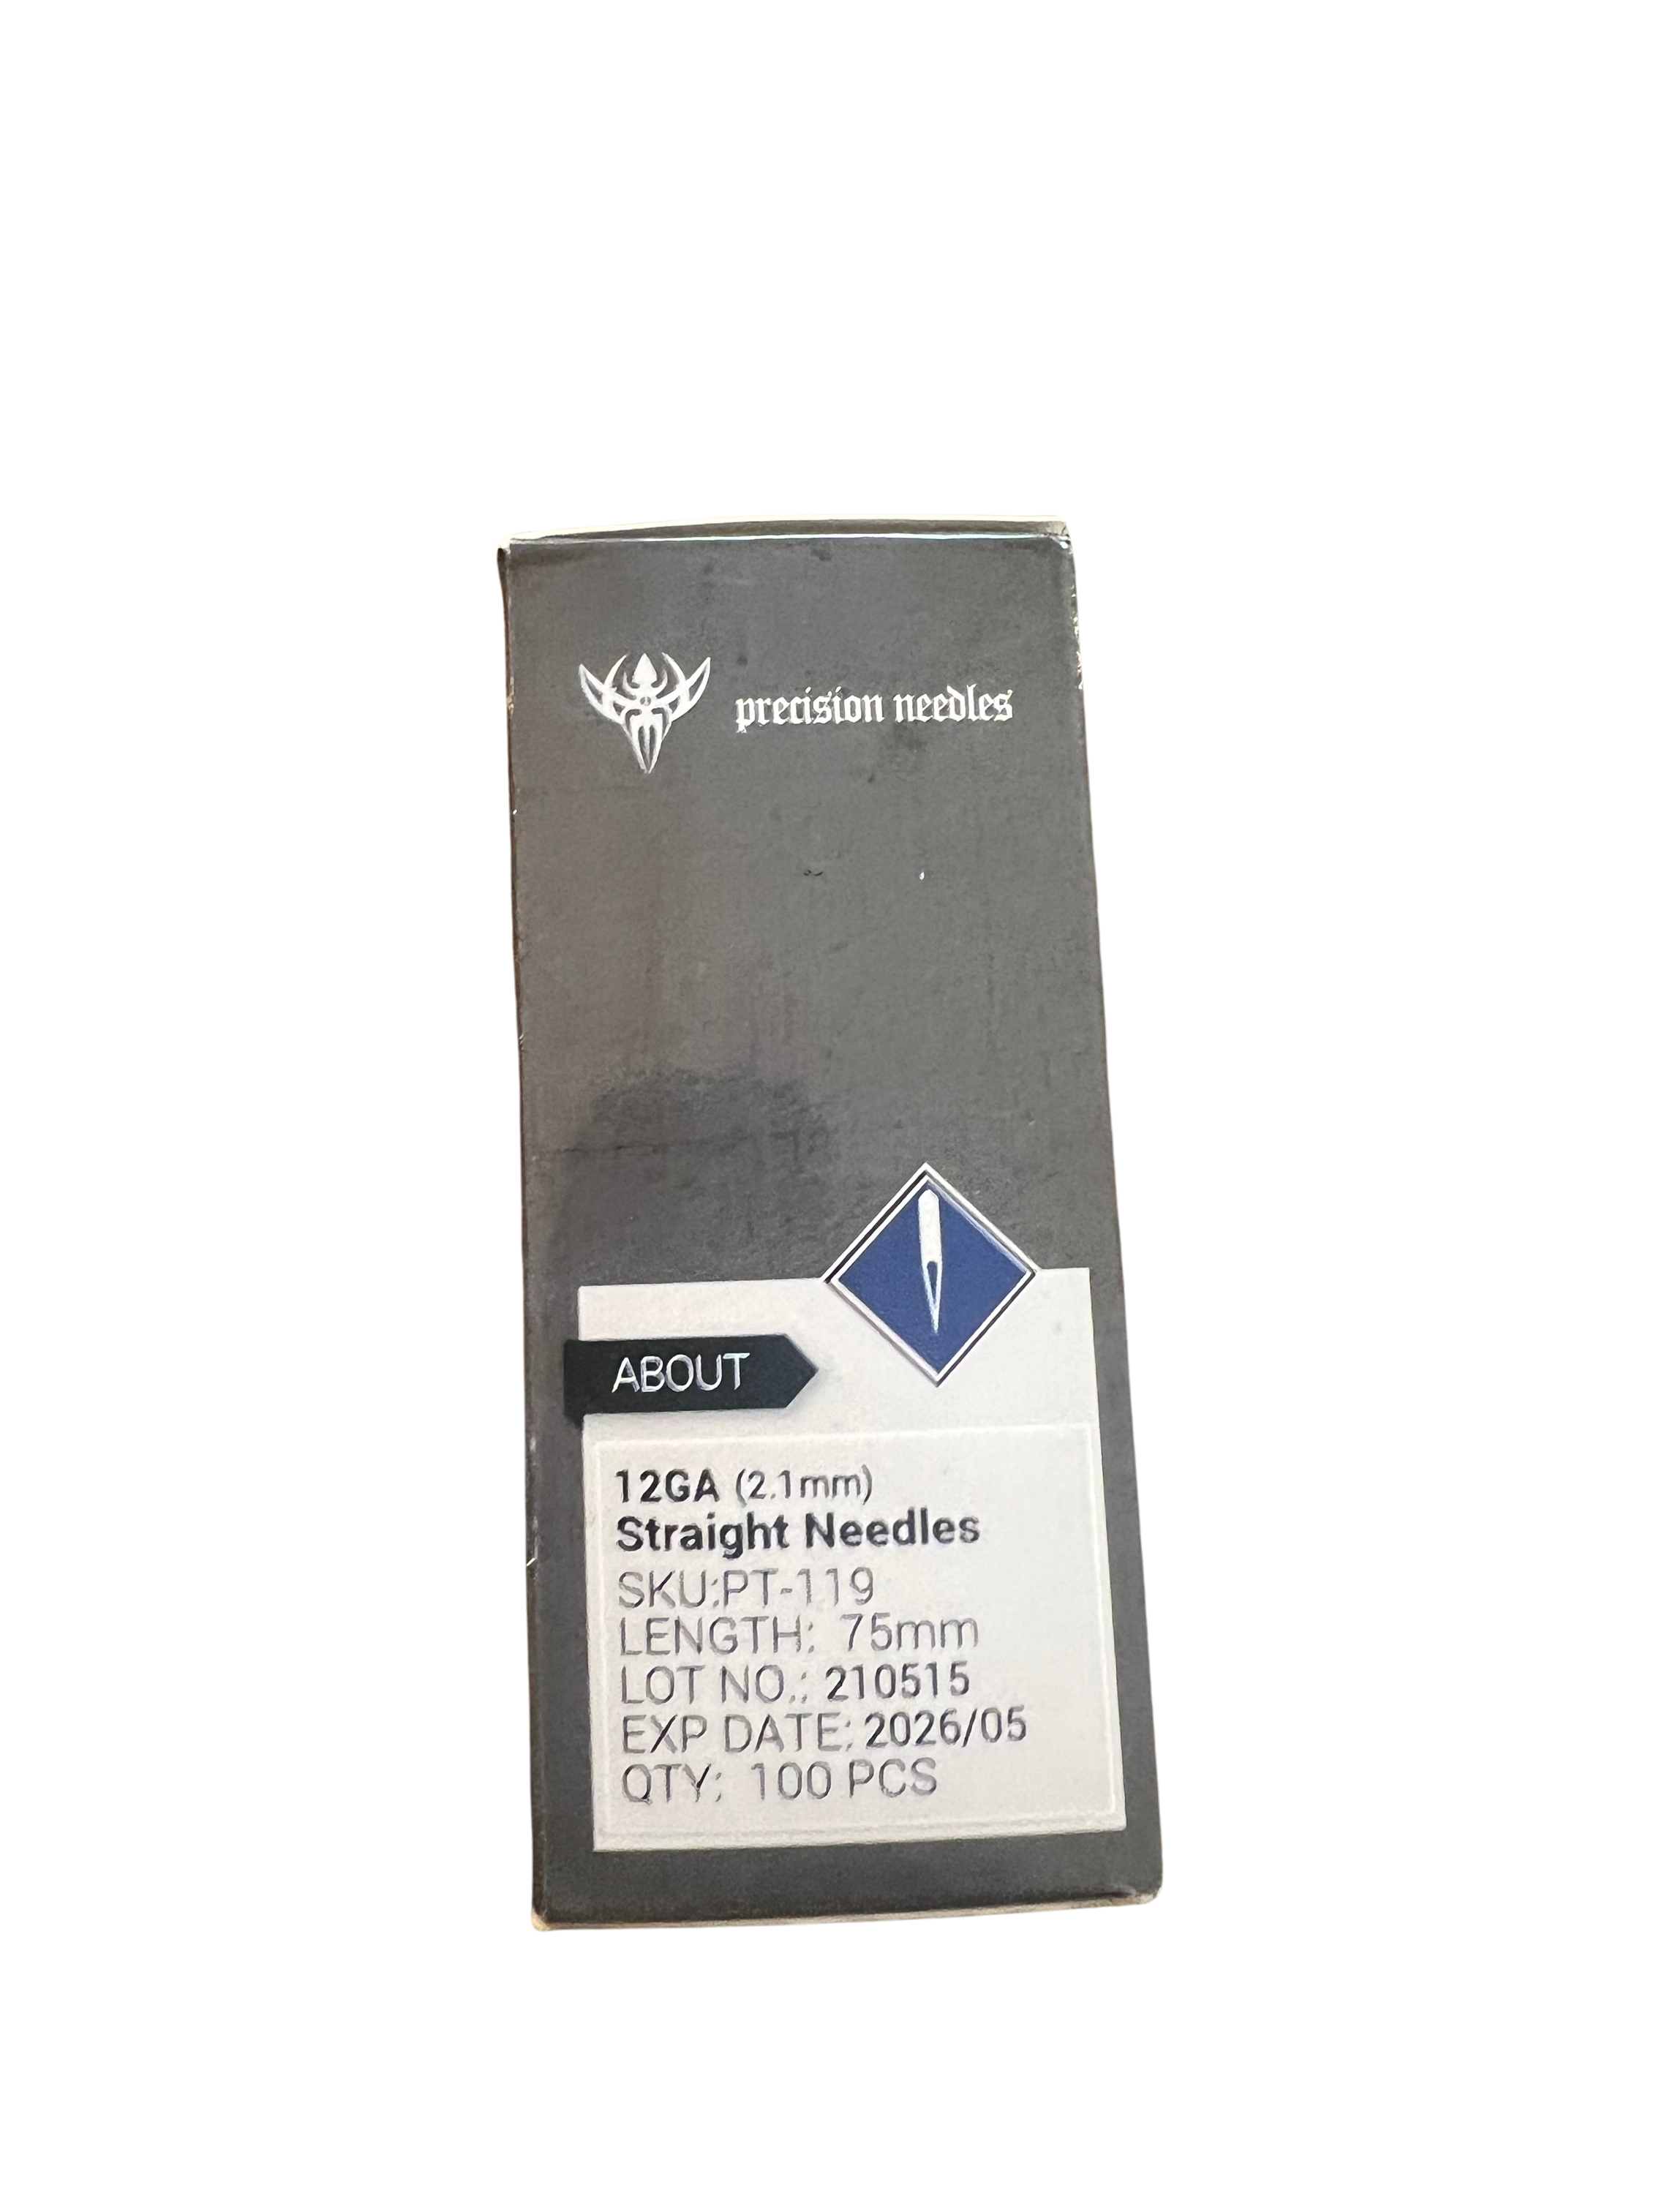 precision needles
ABOUT
12GA (2.1mm)
Straight Needles
SKU:PT-119
LENGTH: 75mm
LOT NO.: 210515
EXP DATE: 2026/05
QTY: 100 PCS